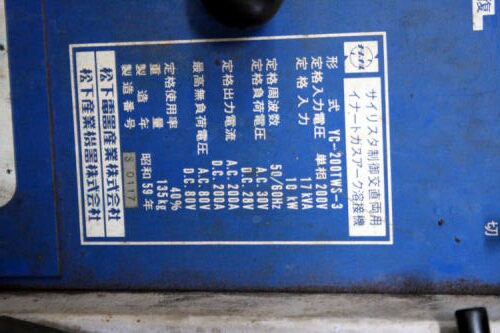 サイリスタ制御交直両用
イナートガスアーク溶接機
形式 YC-200TWS-3
定格入力電圧 単相 200V
定格入力 17KVA
10KW
定格周波数 50/60Hz
定格負荷電圧 A.C. 30V
D.C. 28V
定格出力電流 A.C. 200A
D.C. 200A
最高無負荷電圧 A.C. 80V
D.C. 80V
定格使用率 40%
重量 135kg
製造年 昭和59年
製造番号 S-0117
松下電器産業株式会社
松下産業機器株式会社
復
切